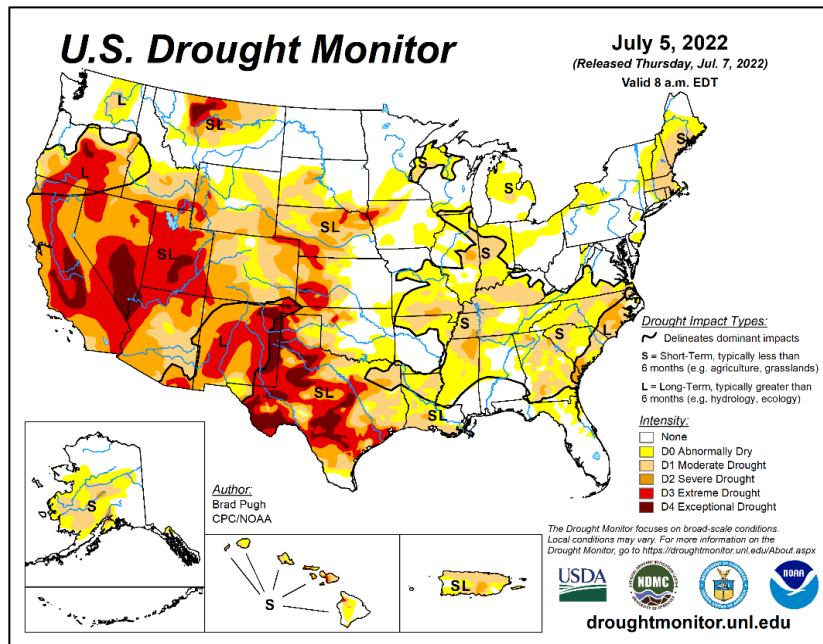 U.S. Drought Monitor
July 5, 2022
(Released Thursday, Jul. 7, 2022)
Valid 8 a.m. EDT
L
SL
S
S
S
L
SL
SL
S
S
S
L
L
SL
SL
Drought Impact Types:
Delineates dominant impacts
S = Short-Term, typically less than
6 months (e.g. agriculture, grasslands)
L = Long-Term, typically greater than
6 months (e.g. hydrology, ecology)
Intensity:
None
D0 Abnormally Dry
D1 Moderate Drought
D2 Severe Drought
D3 Extreme Drought
D4 Exceptional Drought
S
Author:
Brad Pugh
CPC/NOAA
S
SL
The Drought Monitor focuses on broad-scale conditions.
Local conditions may vary. For more information on the
Drought Monitor, go to https://droughtmonitor.unl.edu/About.aspx
USDA
NDMC
NOAA
droughtmonitor.unl.edu